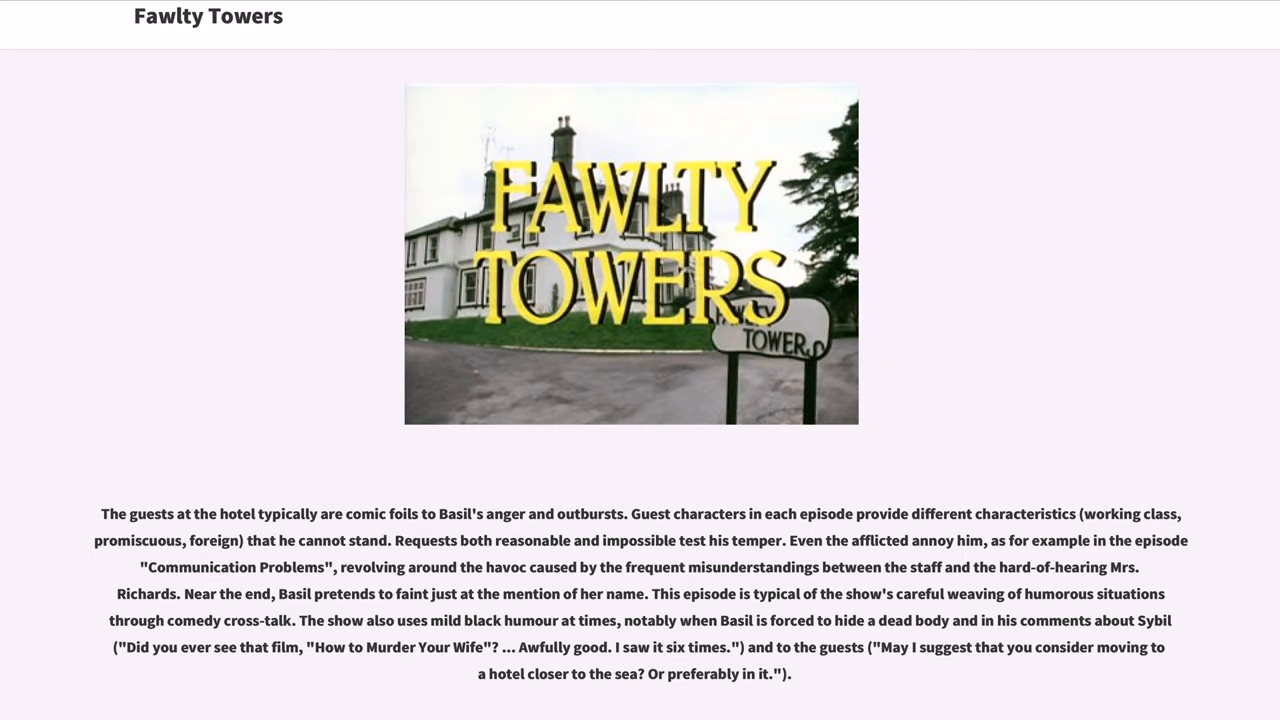 Fawlty Towers
FAWLTY
TOWERS
TOWERS
The guests at the hotel typically are comic foils to Basil's anger and outbursts. Guest characters in each episode provide different characteristics (working class,
promiscuous, foreign) that he cannot stand. Requests both reasonable and impossible test his temper. Even the afflicted annoy him, as for example in the episode
"Communication Problems", revolving around the havoc caused by the frequent misunderstandings between the staff and the hard-of-hearing Mrs.
Richards. Near the end, Basil pretends to faint just at the mention of her name. This episode is typical of the show's careful weaving of humorous situations
through comedy cross-talk. The show also uses mild black humour at times, notably when Basil is forced to hide a dead body and in his comments about Sybil
("Did you ever see that film, "How to Murder Your Wife"? ... Awfully good. I saw it six times.") and to the guests ("May I suggest that you consider moving to
a hotel closer to the sea? Or preferably in it.").